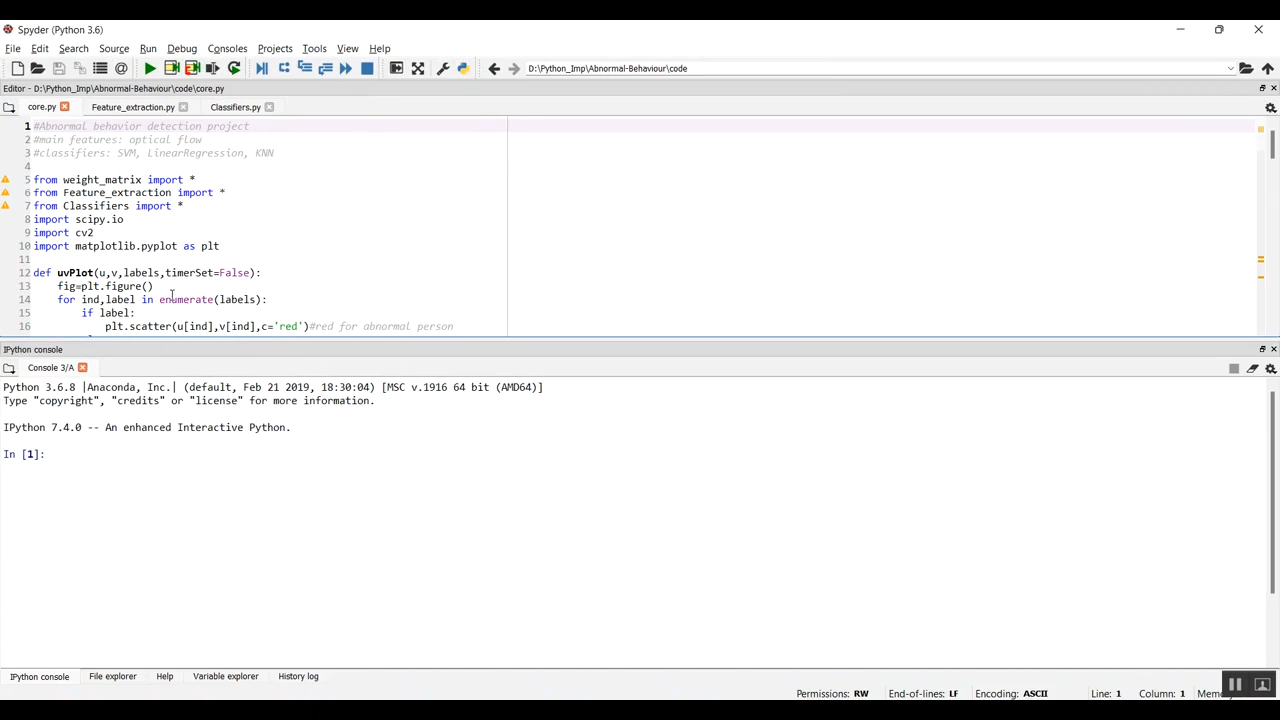 Spyder (Python 3.6)
File Edit Search Source Run Debug Consoles Projects Tools View Help
D:\Python_Imp\Abnormal-Behaviour\code
Editor - D:\Python_Imp\Abnormal-Behaviour\code\core.py
core.py Feature_extraction.py Classifiers.py
1 #Abnormal behavior detection project
2 #main features: optical flow
3 #classifiers: SVM, LinearRegression, KNN
4
5 from weight_matrix import *
6 from Feature_extraction import *
7 from Classifiers import *
8 import scipy.io
9 import cv2
10 import matplotlib.pyplot as plt
11
12 def uvPlot(u,v,labels,timerSet=False):
13 fig=plt.figure()
14 for ind,label in enumerate(labels):
15 if label:
16 plt.scatter(u[ind],v[ind],c='red')#red for abnormal person
IPython console
Console 3/A
Python 3.6.8 |Anaconda, Inc.| (default, Feb 21 2019, 18:30:04) [MSC v.1916 64 bit (AMD64)]
Type "copyright", "credits" or "license" for more information.
IPython 7.4.0 -- An enhanced Interactive Python.
In [1]:
IPython console File explorer Help Variable explorer History log
Permissions: RW End-of-lines: LF Encoding: ASCII Line: 1 Column: 1